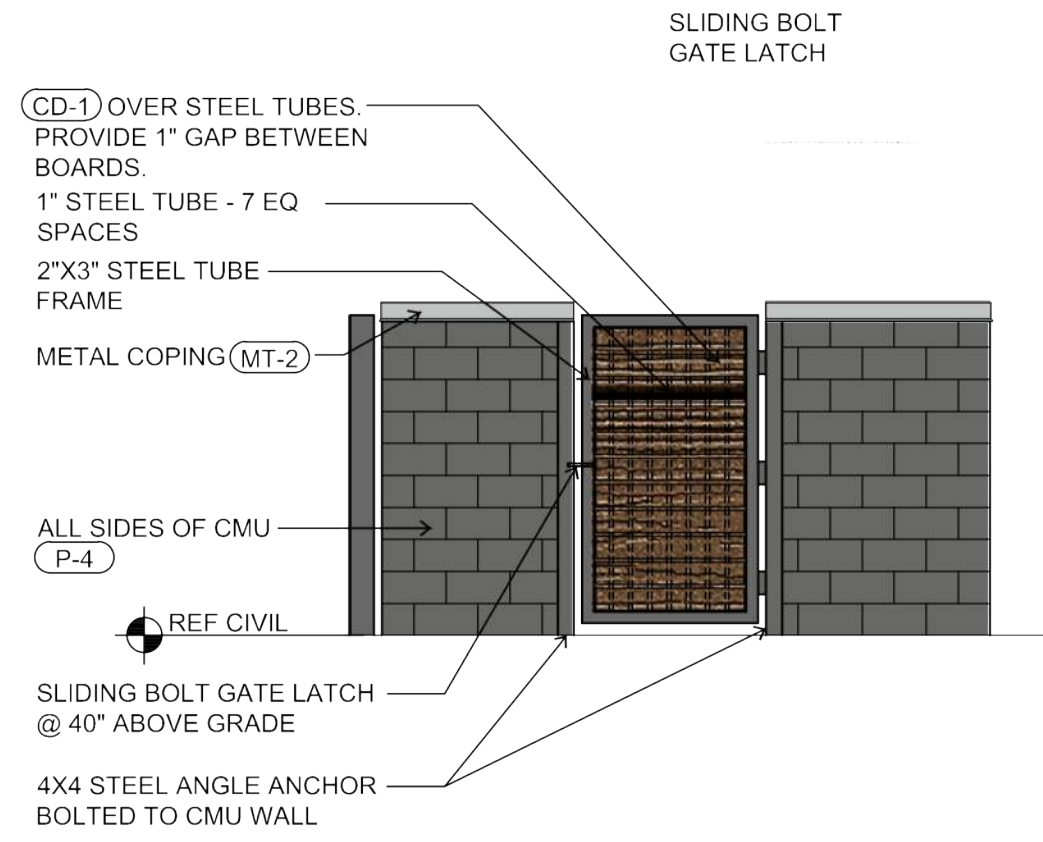 SLIDING BOLT
GATE LATCH
CD-1 OVER STEEL TUBES.
PROVIDE 1" GAP BETWEEN
BOARDS.
1" STEEL TUBE - 7 EQ
SPACES
2"X3" STEEL TUBE
FRAME
METAL COPING MT-2
ALL SIDES OF CMU
P-4
REF CIVIL
SLIDING BOLT GATE LATCH
@ 40" ABOVE GRADE
4X4 STEEL ANGLE ANCHOR
BOLTED TO CMU WALL